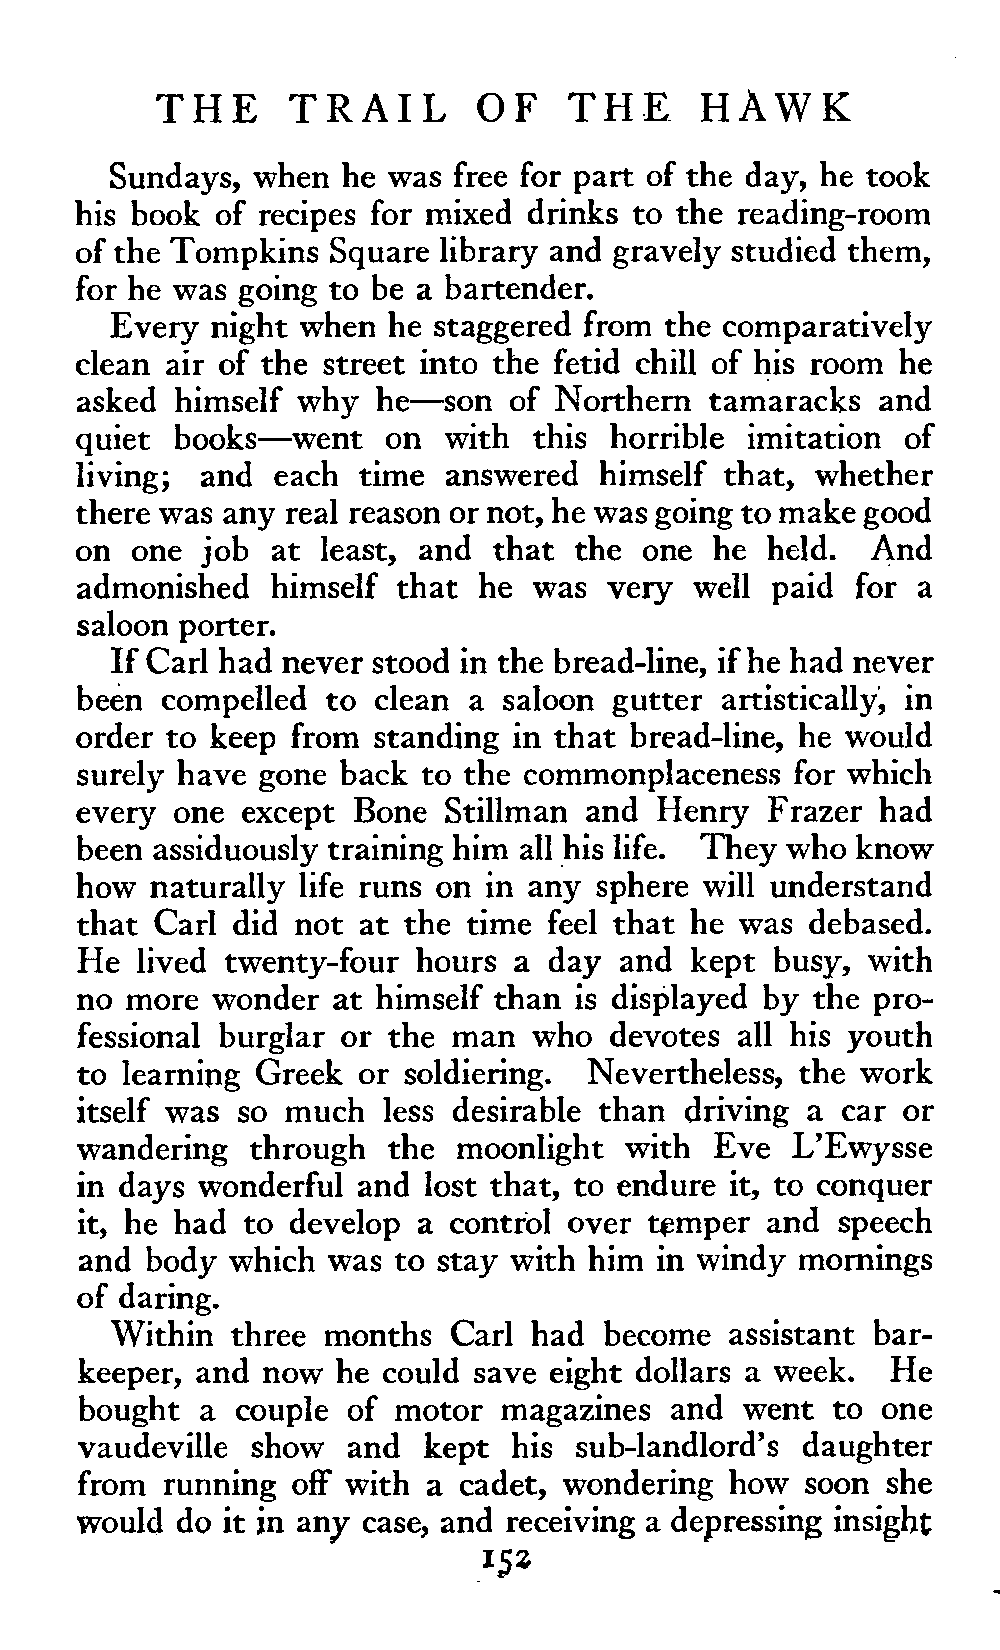 THE TRAIL OF THE HAWK
Sundays, when he was free for part of the day, he took
his book of recipes for mixed drinks to the reading-room
of the Tompkins Square library and gravely studied them,
for he was going to be a bartender.
Every night when he staggered from the comparatively
clean air of the street into the fetid chill of his room he
asked himself why he—son of Northern tamaracks and
quiet books—went on with this horrible imitation of
living; and each time answered himself that, whether
there was any real reason or not, he was going to make good
on one job at least, and that the one he held. And
admonished himself that he was very well paid for a
saloon porter.
If Carl had never stood in the bread-line, if he had never
been compelled to clean a saloon gutter artistically, in
order to keep from standing in that bread-line, he would
surely have gone back to the commonplaceness for which
every one except Bone Stillman and Henry Frazer had
been assiduously training him all his life. They who know
how naturally life runs on in any sphere will understand
that Carl did not at the time feel that he was debased.
He lived twenty-four hours a day and kept busy, with
no more wonder at himself than is displayed by the pro-
fessional burglar or the man who devotes all his youth
to learning Greek or soldiering. Nevertheless, the work
itself was so much less desirable than driving a car or
wandering through the moonlight with Eve L'Ewysse
in days wonderful and lost that, to endure it, to conquer
it, he had to develop a control over temper and speech
and body which was to stay with him in windy mornings
of daring.
Within three months Carl had become assistant bar-
keeper, and now he could save eight dollars a week. He
bought a couple of motor magazines and went to one
vaudeville show and kept his sub-landlord's daughter
from running off with a cadet, wondering how soon she
would do it in any case, and receiving a depressing insight
152